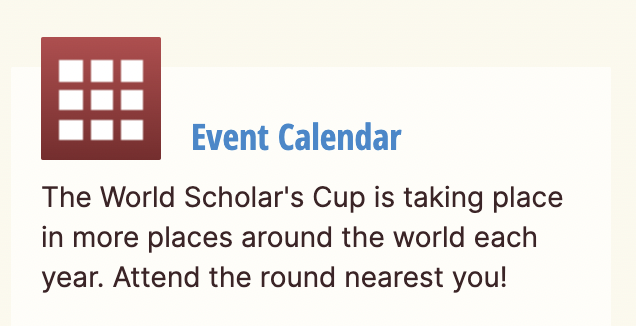 Event Calendar
The World Scholar's Cup is taking place
in more places around the world each
year. Attend the round nearest you!